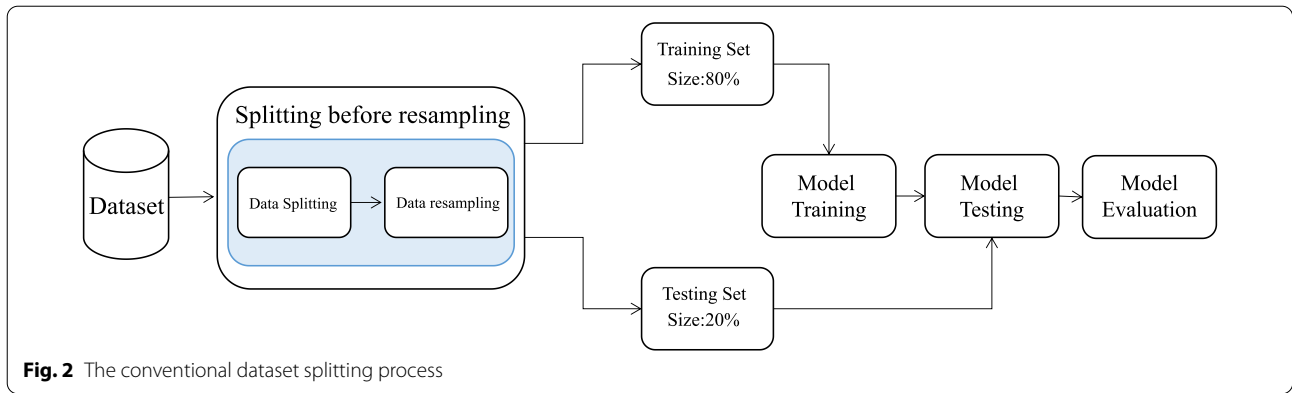 Dataset
Splitting before resampling
Data Splitting
Data resampling
Training Set
Size:80%
Testing Set
Size:20%
Model
Training
Model
Testing
Model
Evaluation
Fig. 2 The conventional dataset splitting process